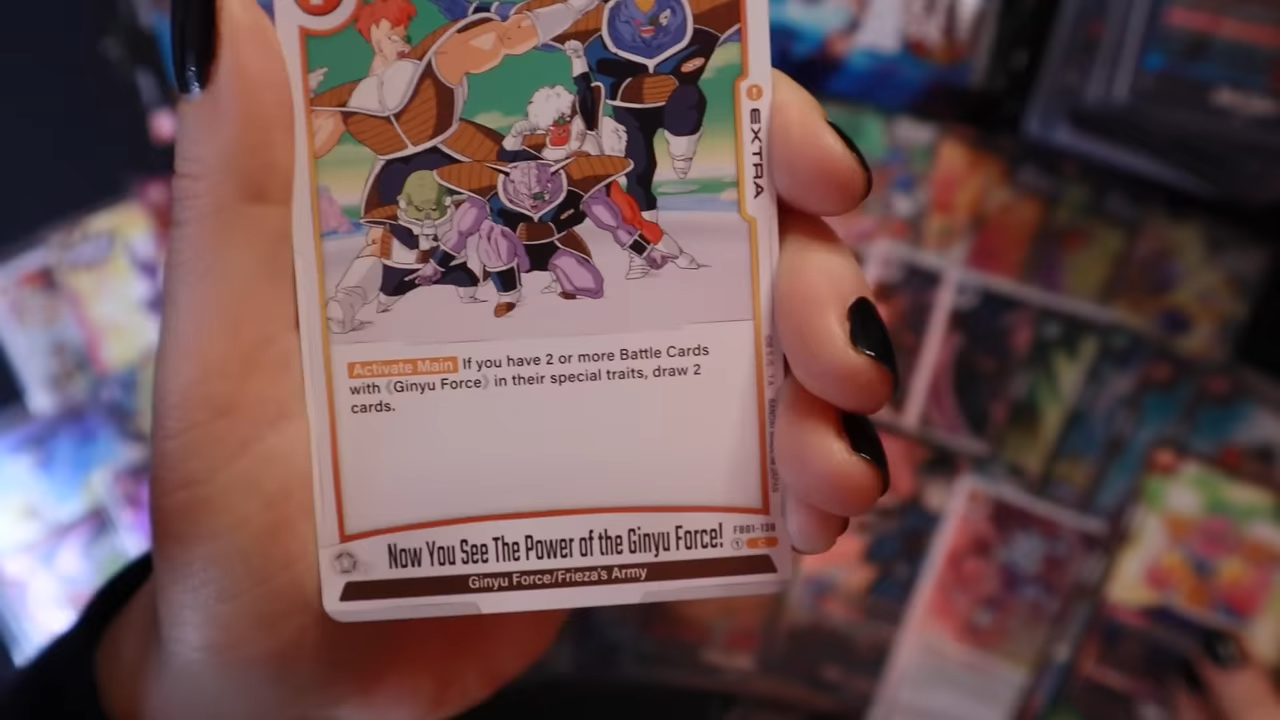 EXTRA
Activate Main If you have 2 or more Battle Cards
with《Ginyu Force》in their special traits, draw 2
cards.
Now You See The Power of the Ginyu Force!
FB01-138
C
Ginyu Force/Frieza's Army